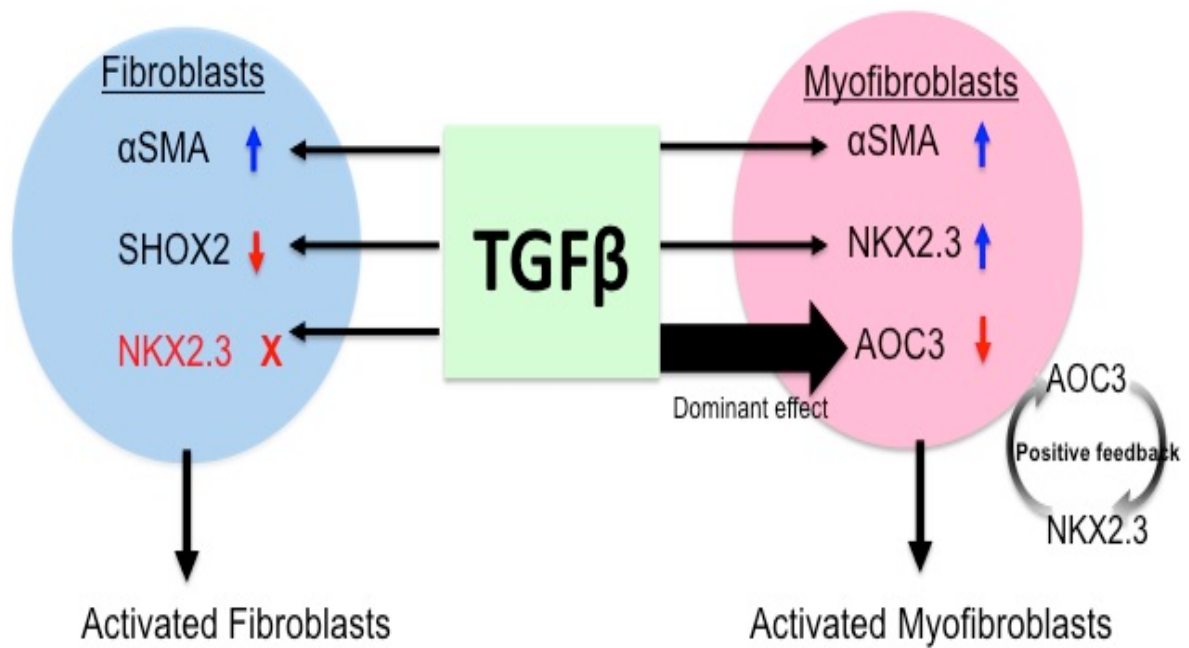 Fibroblasts
αSMA
SHOX2
NKX2.3 X
TGFβ
Dominant effect
Myofibroblasts
αSMA
NKX2.3
AOC3
AOC3
Positive feedback
NKX2.3
Activated Fibroblasts
Activated Myofibroblasts